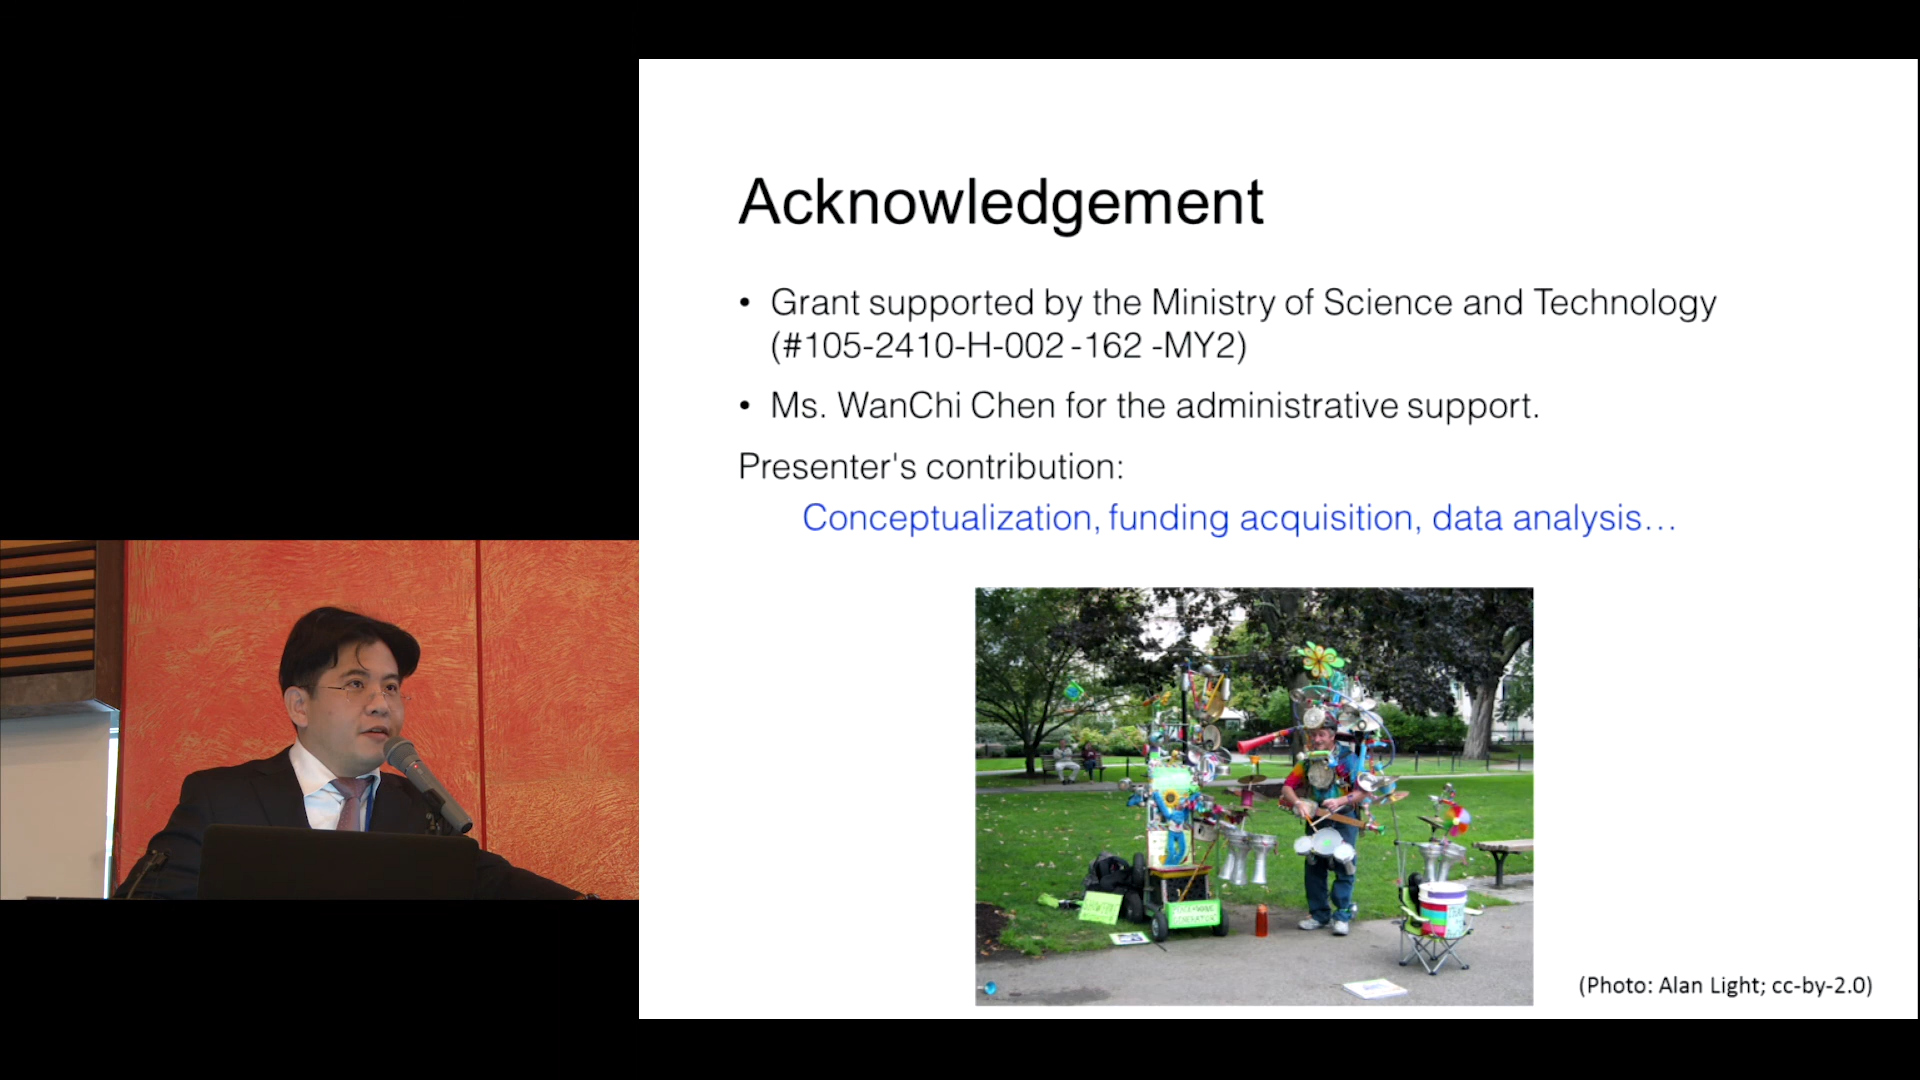 Acknowledgement
• Grant supported by the Ministry of Science and Technology
(#105-2410-H-002 -162 -MY2)
• Ms. WanChi Chen for the administrative support.
Presenter's contribution:
Conceptualization, funding acquisition, data analysis…
(Photo: Alan Light; cc-by-2.0)